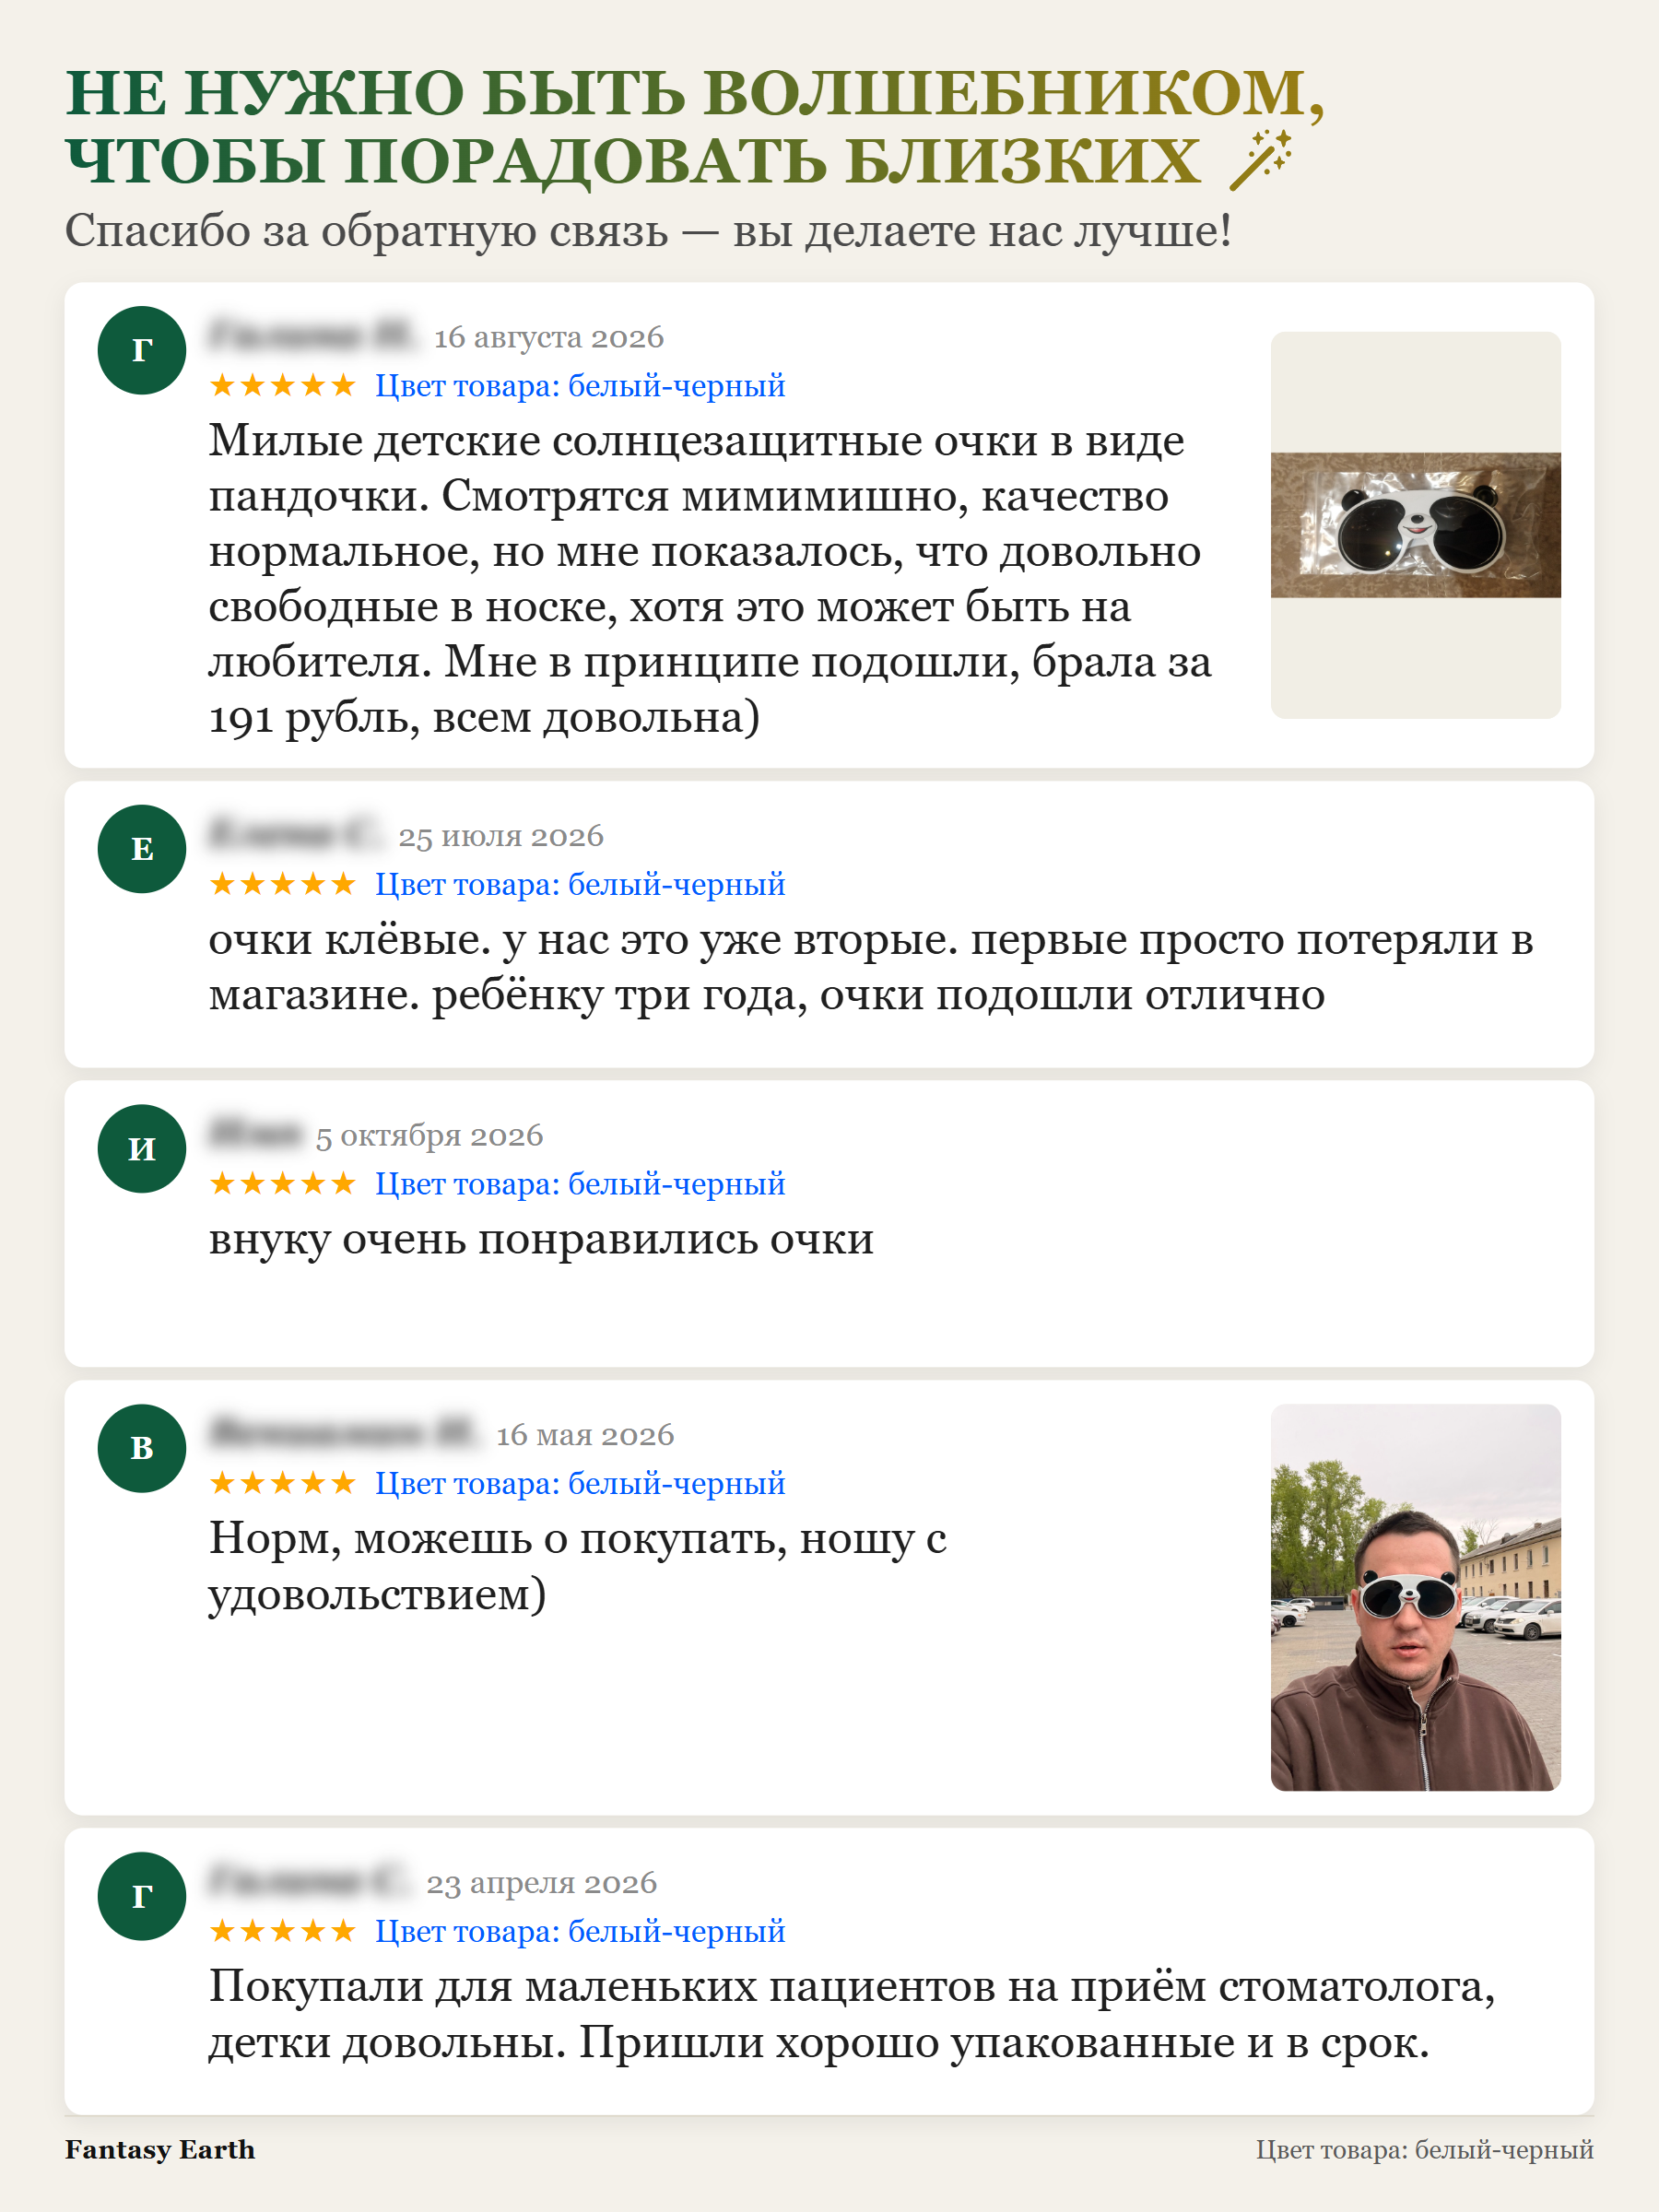 НЕ НУЖНО БЫТЬ ВОЛШЕБНИКОМ,
ЧТОБЫ ПОРАДОВАТЬ БЛИЗКИХ
Спасибо за обратную связь — вы делаете нас лучше!
Г
16 августа 2026
★★★★★ Цвет товара: белый-черный
Милые детские солнцезащитные очки в виде
пандочки. Смотрятся мимимишно, качество
нормальное, но мне показалось, что довольно
свободные в носке, хотя это может быть на
любителя. Мне в принципе подошли, брала за
191 рубль, всем довольна)
Е
25 июля 2026
★★★★★ Цвет товара: белый-черный
очки клёвые. у нас это уже вторые. первые просто потеряли в
магазине. ребёнку три года, очки подошли отлично
И
5 октября 2026
★★★★★ Цвет товара: белый-черный
внуку очень понравились очки
В
16 мая 2026
★★★★★ Цвет товара: белый-черный
Норм, можешь о покупать, ношу с
удовольствием)
Г
23 апреля 2026
★★★★★ Цвет товара: белый-черный
Покупали для маленьких пациентов на приём стоматолога,
детки довольны. Пришли хорошо упакованные и в срок.
Fantasy Earth
Цвет товара: белый-черный